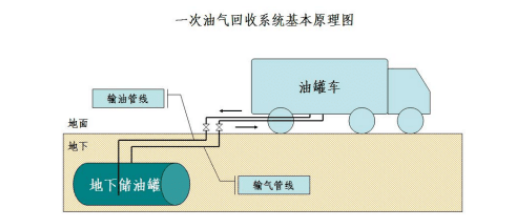 一次油气回收系统基本原理图
油罐车
输油管线
地面
地下
地下储油罐
输气管线